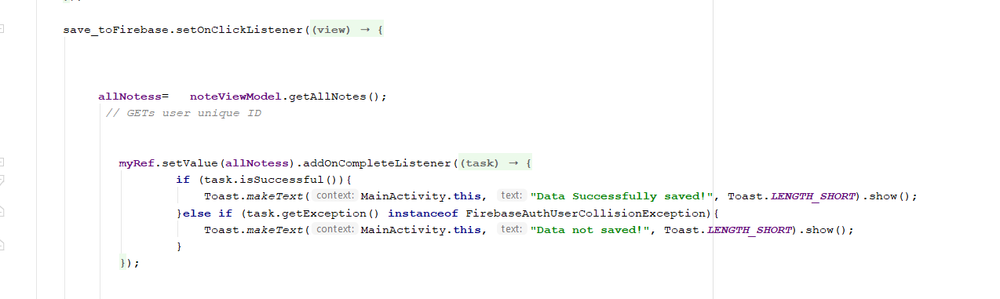 save_toFirebase.setOnClickListener((view) → {
allNotess=   noteViewModel.getAllNotes();
// GETs user unique ID
myRef.setValue(allNotess).addOnCompleteListener((task) → {
if (task.isSuccessful()){
Toast.makeText( context: MainActivity.this,  text: "Data Successfully saved!", Toast.LENGTH_SHORT).show();
}else if (task.getException() instanceof FirebaseAuthUserCollisionException){
Toast.makeText( context: MainActivity.this,  text: "Data not saved!", Toast.LENGTH_SHORT).show();
}
});